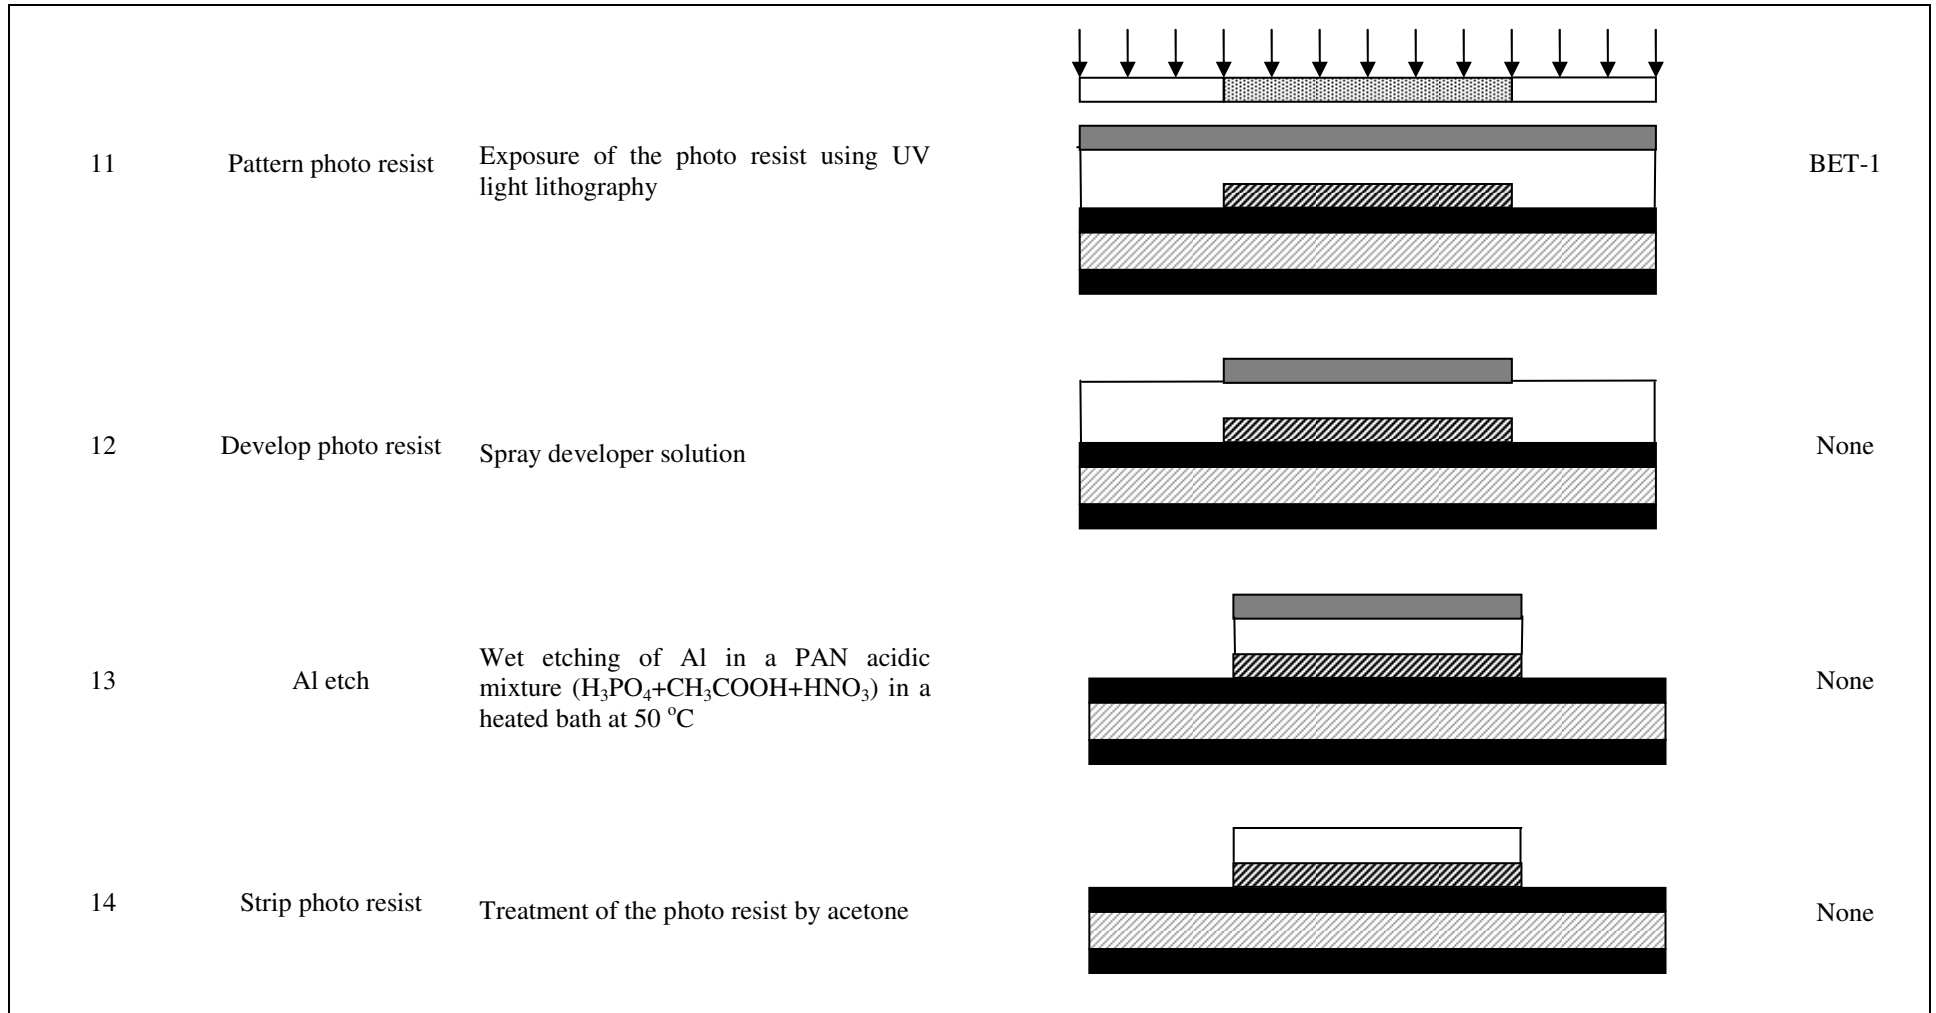 11
Pattern photo resist
Exposure of the photo resist using UV
light lithography
BET-1
12
Develop photo resist
Spray developer solution
None
13
Al etch
Wet etching of Al in a PAN acidic
mixture (H₃PO₄+CH₃COOH+HNO₃) in a
heated bath at 50 °C
None
14
Strip photo resist
Treatment of the photo resist by acetone
None